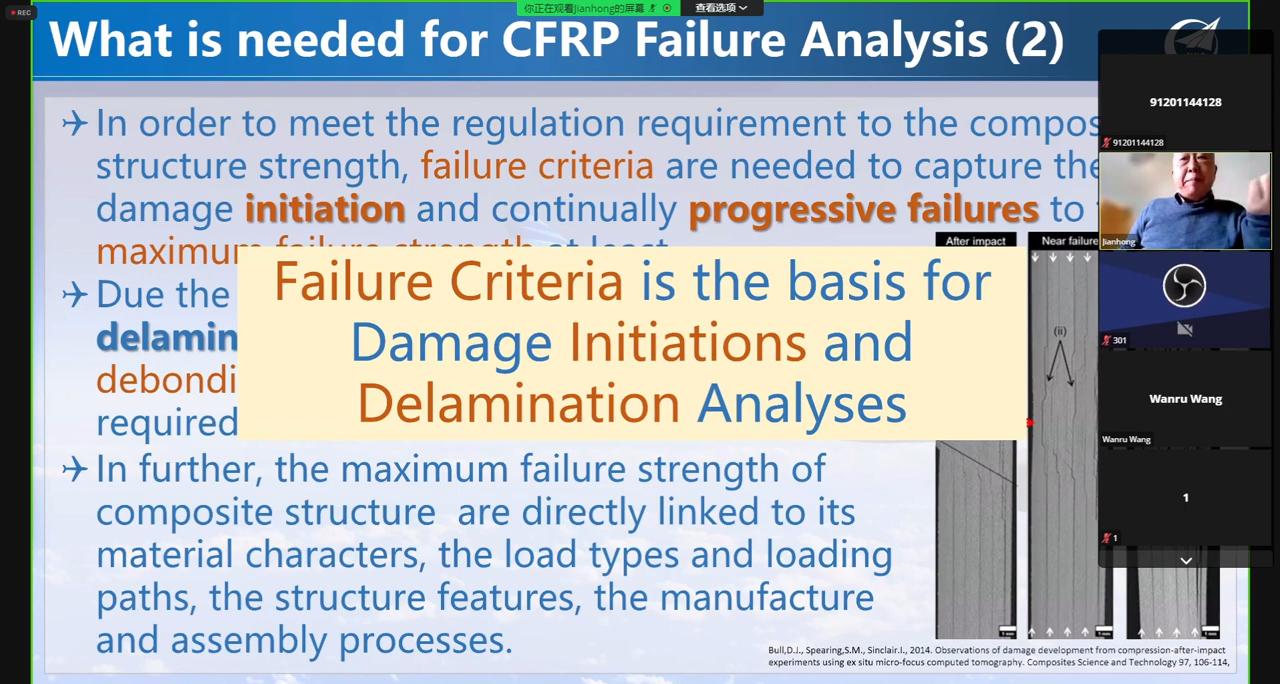 REC
你正在观看Jianhong的屏幕
查看选项
What is needed for CFRP Failure Analysis (2)
In order to meet the regulation requirement to the compos
structure strength, failure criteria are needed to capture the
damage initiation and continually progressive failures to
maximum failure strength at least
Due the
delamin
debondi
required
Failure Criteria is the basis for
Damage Initiations and
Delamination Analyses
In further, the maximum failure strength of
composite structure are directly linked to its
material characters, the load types and loading
paths, the structure features, the manufacture
and assembly processes.
After impact
Near failure
(ii)
1 mm
1 mm
1 mm
Bull,D.J., Spearing,S.M., Sinclair.I., 2014. Observations of damage development from compression-after-impact
experiments using ex situ micro-focus computed tomography. Composites Science and Technology 97, 106-114,
91201144128
91201144128
Jianhong
301
Wanru Wang
Wanru Wang
1
1